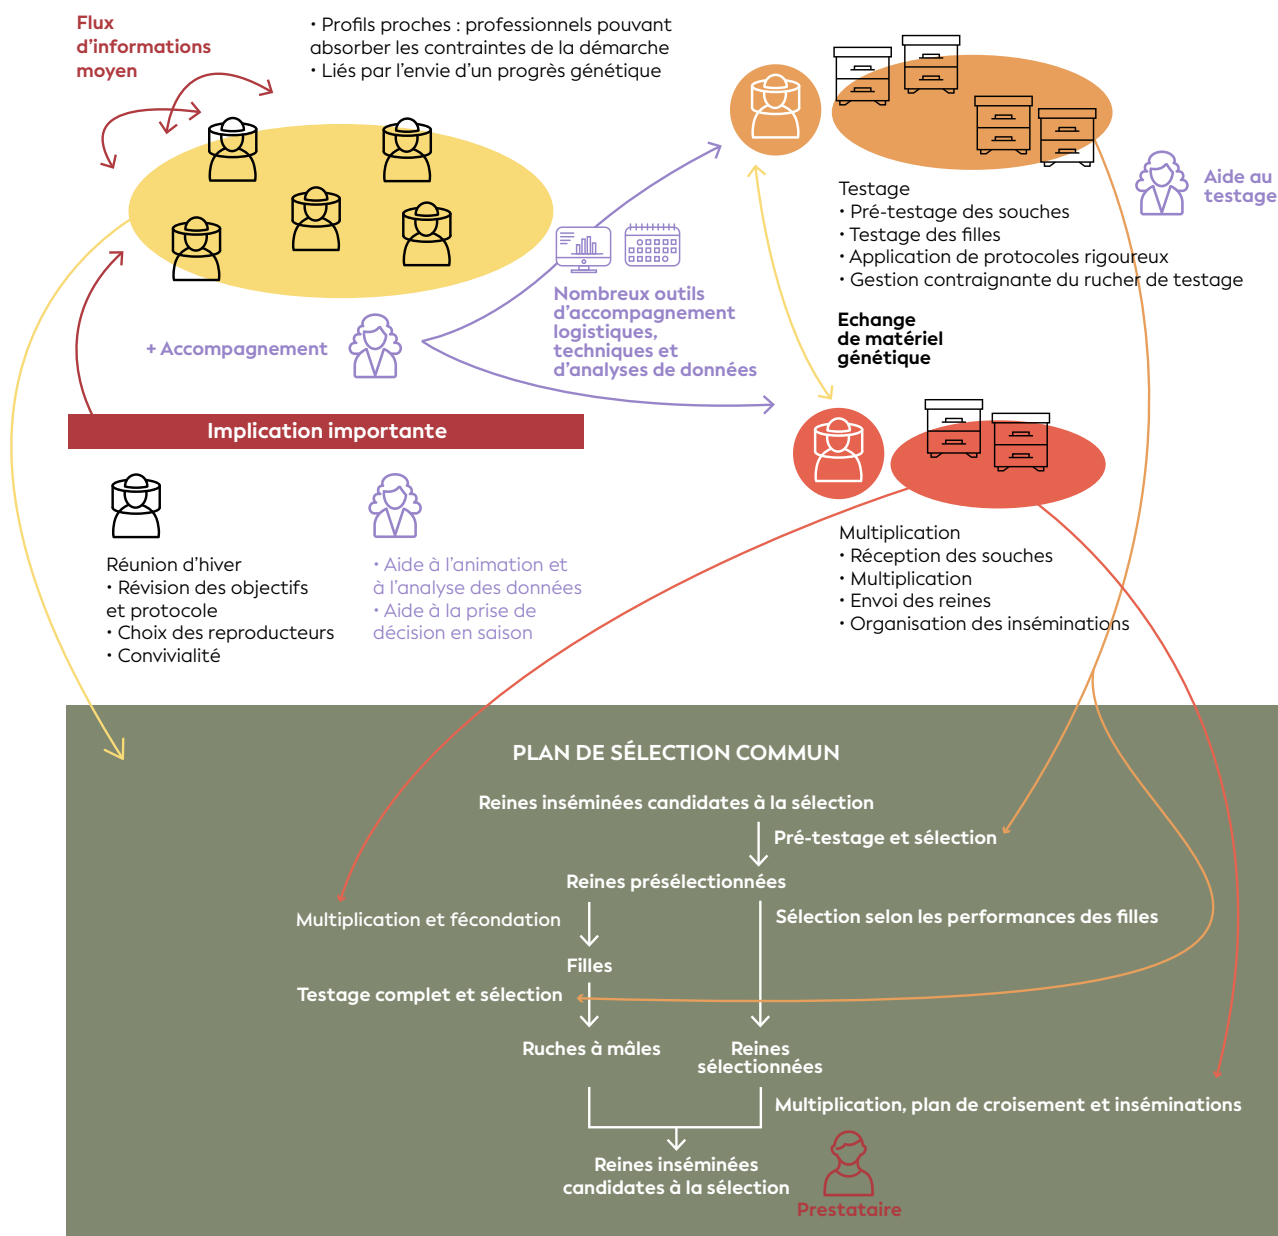 Flux
d'informations
moyen
• Profils proches : professionnels pouvant
absorber les contraintes de la démarche
• Liés par l'envie d'un progrès génétique
Aide au
testage
Testage
• Pré-testage des souches
• Testage des filles
• Application de protocoles rigoureux
• Gestion contraignante du rucher de testage
Nombreux outils
d'accompagnement
logistiques,
techniques et
d'analyses de données
+ Accompagnement
Echange
de matériel
génétique
Implication importante
Réunion d'hiver
• Révision des objectifs
et protocole
• Choix des reproducteurs
• Convivialité
• Aide à l'animation et
à l'analyse des données
• Aide à la prise de
décision en saison
Multiplication
• Réception des souches
• Multiplication
• Envoi des reines
• Organisation des inséminations
PLAN DE SÉLECTION COMMUN
Reines inséminées candidates à la sélection
Pré-testage et sélection
Reines présélectionnées
Multiplication et fécondation
Sélection selon les performances des filles
Filles
Testage complet et sélection
Ruches à mâles
Reines
sélectionnées
Multiplication, plan de croisement et inséminations
Reines inséminées
candidates à la sélection
Prestataire